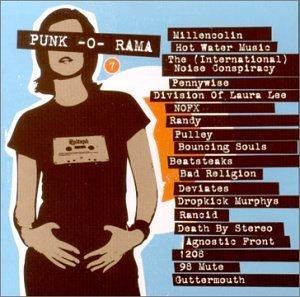 PUNK -O- RAMA
7
Epitaph
Millencolin
Hot Water Music
The (International)
Noise Conspiracy
Pennywise
Division Of Laura Lee
NOFX
Randy
Pulley
Bouncing Souls
Beatsteaks
Bad Religion
Deviates
Dropkick Murphys
Rancid
Death By Stereo
Agnostic Front
1208
98 Mute
Guttermouth